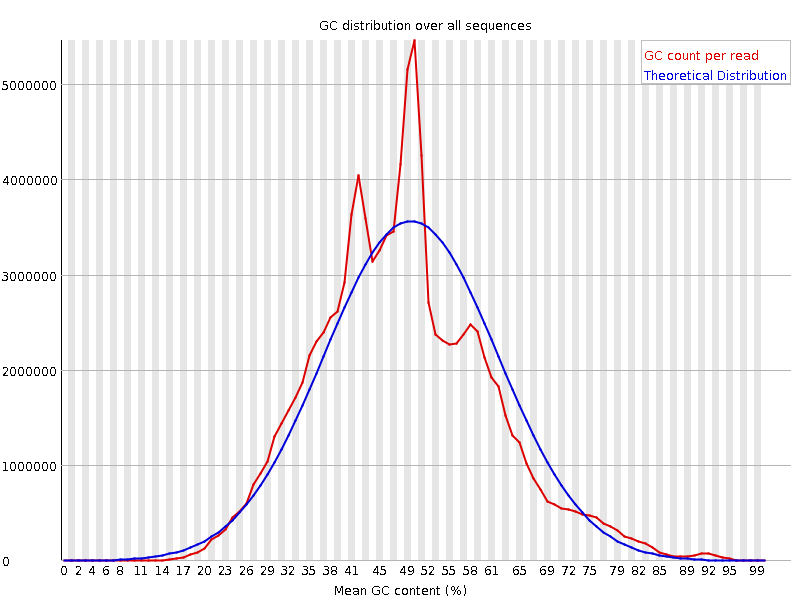 GC distribution over all sequences
GC count per read
Theoretical Distribution
5000000
4000000
3000000
2000000
1000000
0
0 2 4 6 8 11 14 17 20 23 26 29 32 35 38 41 45 49 52 55 58 61 65 69 72 75 79 82 85 89 92 95 99
Mean GC content (%)